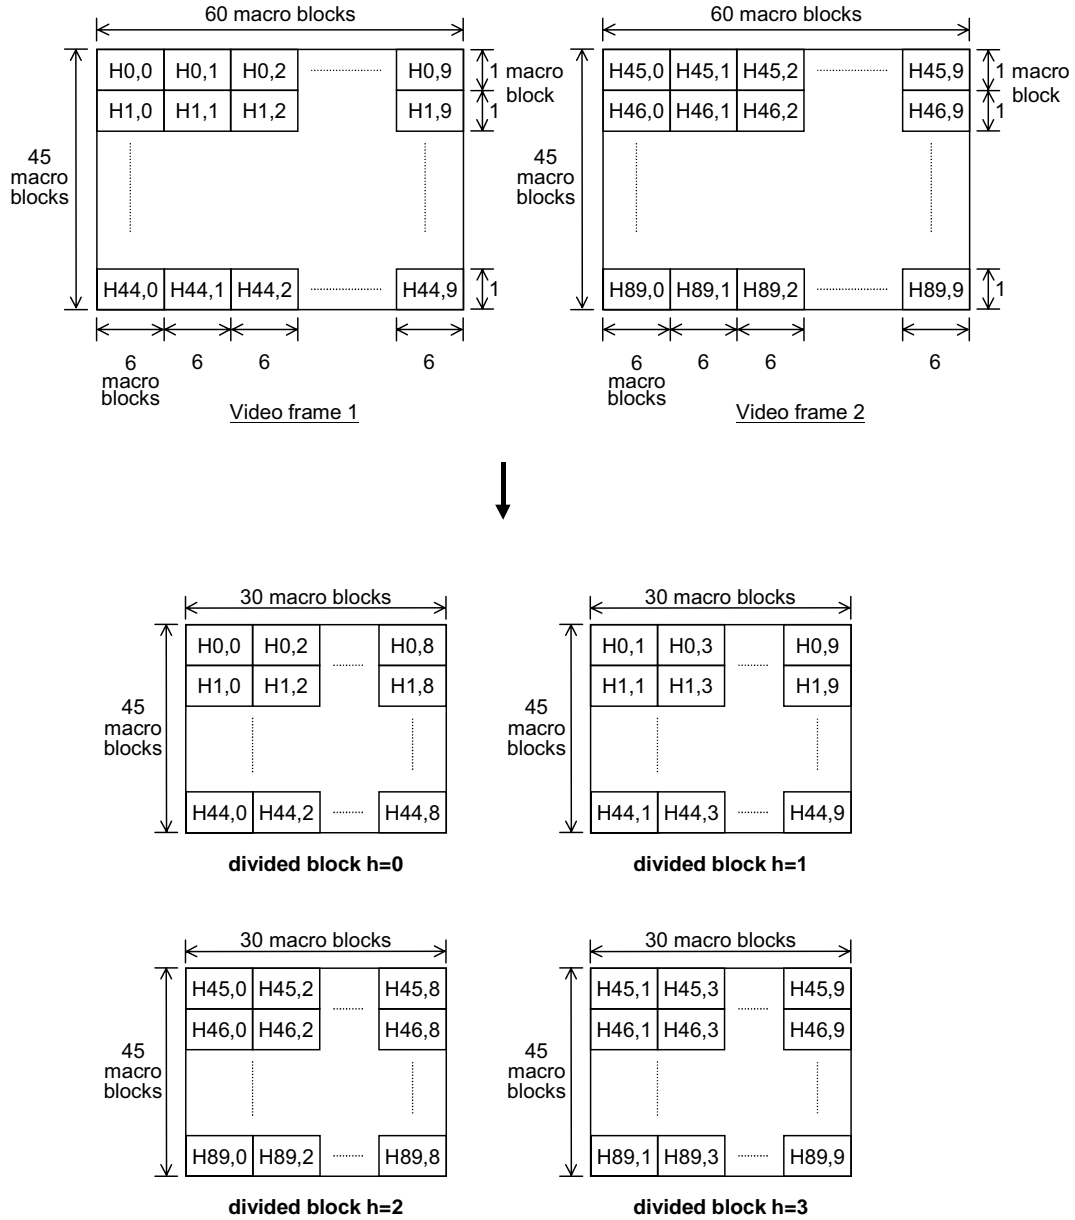 60 macro blocks
H0,0 H0,1 H0,2 H0,9
1 macro block
H1,0 H1,1 H1,2 H1,9
1
45 macro blocks
H44,0 H44,1 H44,2 H44,9
1
6 6 6 6
macro blocks
Video frame 1
60 macro blocks
H45,0 H45,1 H45,2 H45,9
1 macro block
H46,0 H46,1 H46,2 H46,9
1
45 macro blocks
H89,0 H89,1 H89,2 H89,9
1
6 6 6 6
macro blocks
Video frame 2
30 macro blocks
H0,0 H0,2 H0,8
H1,0 H1,2 H1,8
45 macro blocks
H44,0 H44,2 H44,8
divided block h=0
30 macro blocks
H0,1 H0,3 H0,9
H1,1 H1,3 H1,9
45 macro blocks
H44,1 H44,3 H44,9
divided block h=1
30 macro blocks
H45,0 H45,2 H45,8
H46,0 H46,2 H46,8
45 macro blocks
H89,0 H89,2 H89,8
divided block h=2
30 macro blocks
H45,1 H45,3 H45,9
H46,1 H46,3 H46,9
45 macro blocks
H89,1 H89,3 H89,9
divided block h=3